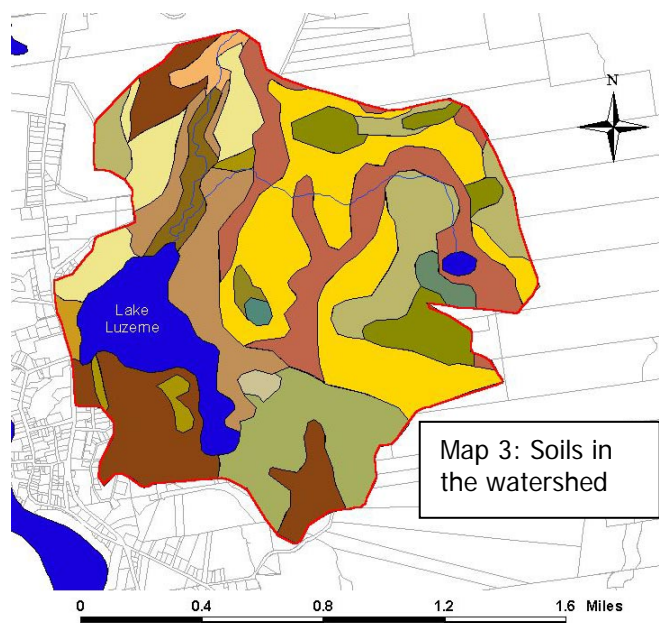 N
Lake
Luzerne
Map 3: Soils in
the watershed
0 0.4 0.8 1.2 1.6 Miles